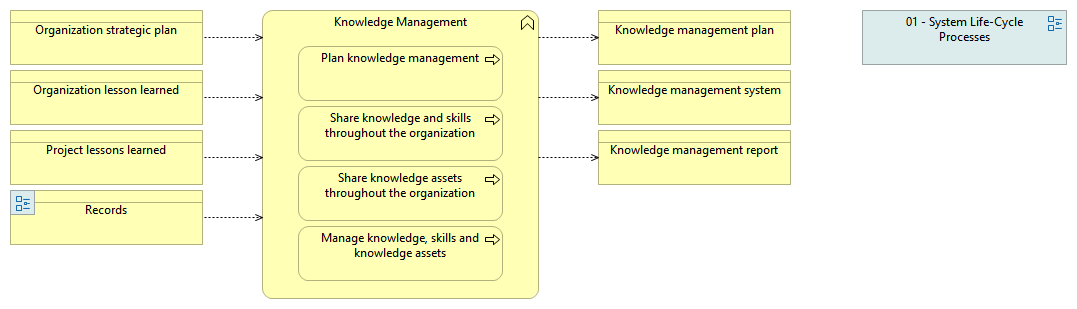 Organization strategic plan
Organization lesson learned
Project lessons learned
Records
Knowledge Management
Plan knowledge management
Share knowledge and skills
throughout the organization
Share knowledge assets
throughout the organization
Manage knowledge, skills and
knowledge assets
Knowledge management plan
Knowledge management system
Knowledge management report
01 - System Life-Cycle
Processes